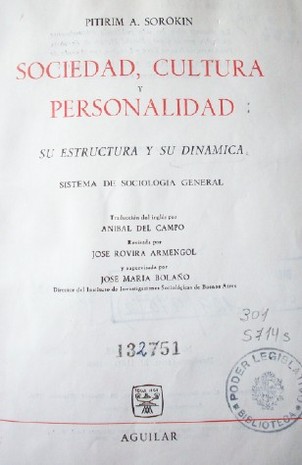 PITIRIM A. SOROKIN
SOCIEDAD, CULTURA
Y
PERSONALIDAD
SU ESTRUCTURA Y SU DINAMICA
SISTEMA DE SOCIOLOGIA GENERAL
Traducción del inglés por
ANIBAL DEL CAMPO
Revisada por
JOSE ROVIRA ARMENGOL
y supervisada por
JOSE MARIA BOLAÑO
Director del Instituto de Investigaciones Sociológicas de Buenos Aires
301
S714s
132751
PODER LEGISLAT
BIBLIOTECA
AGUILAR